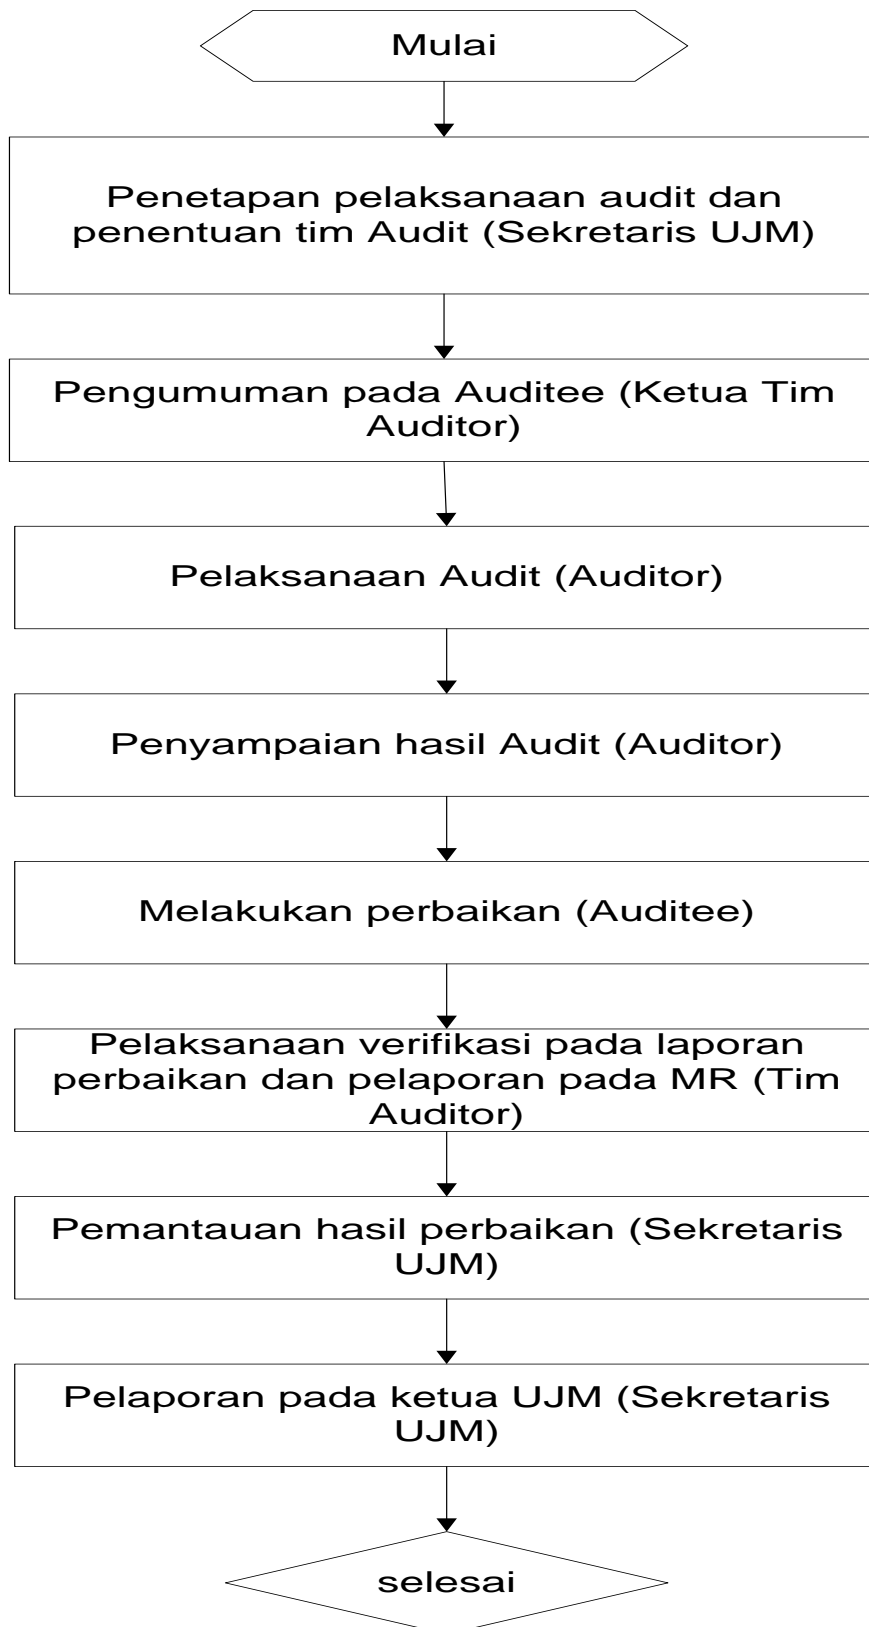 Mulai
Penetapan pelaksanaan audit dan
penentuan tim Audit (Sekretaris UJM)
Pengumuman pada Auditee (Ketua Tim
Auditor)
Pelaksanaan Audit (Auditor)
Penyampaian hasil Audit (Auditor)
Melakukan perbaikan (Auditee)
Pelaksanaan verifikasi pada laporan
perbaikan dan pelaporan pada MR (Tim
Auditor)
Pemantauan hasil perbaikan (Sekretaris
UJM)
Pelaporan pada ketua UJM (Sekretaris
UJM)
selesai